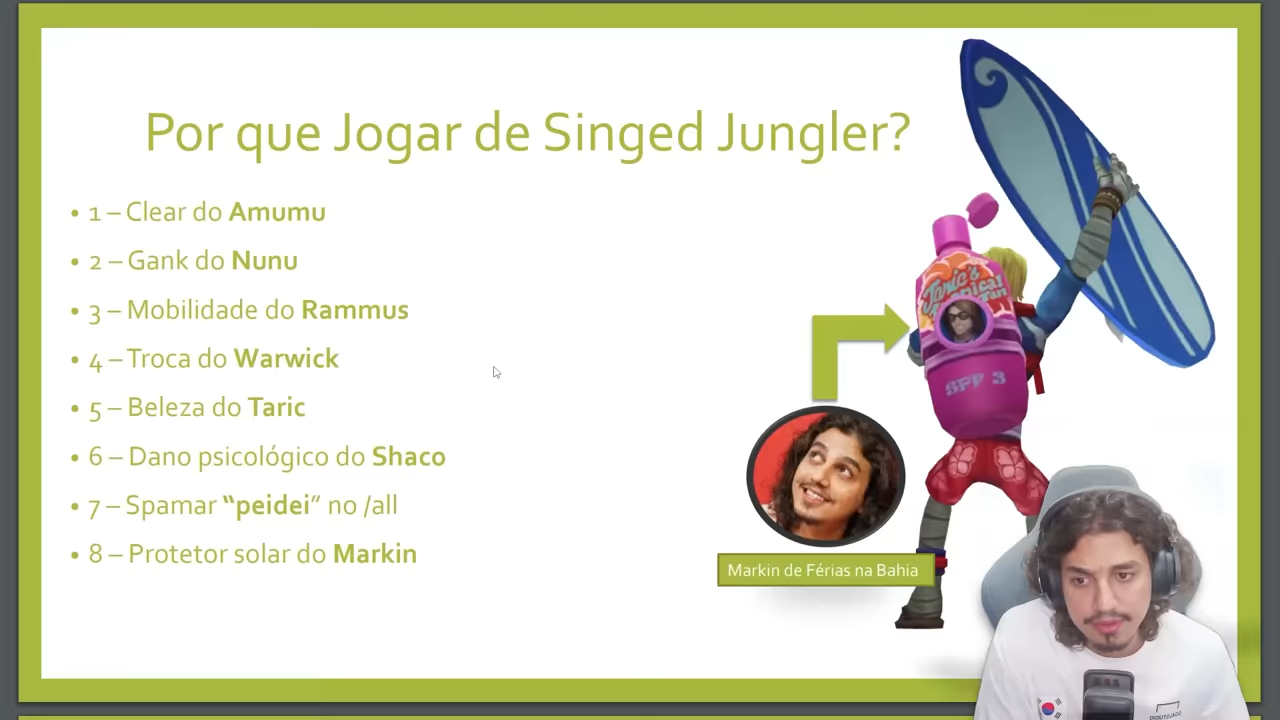 Por que Jogar de Singed Jungler?
• 1 – Clear do Amumu
• 2 – Gank do Nunu
• 3 – Mobilidade do Rammus
• 4 – Troca do Warwick
• 5 – Beleza do Taric
• 6 – Dano psicológico do Shaco
• 7 – Spamar “peidei” no /all
• 8 – Protetor solar do Markin
Taric's
SPF 3
Markin de Férias na Bahia